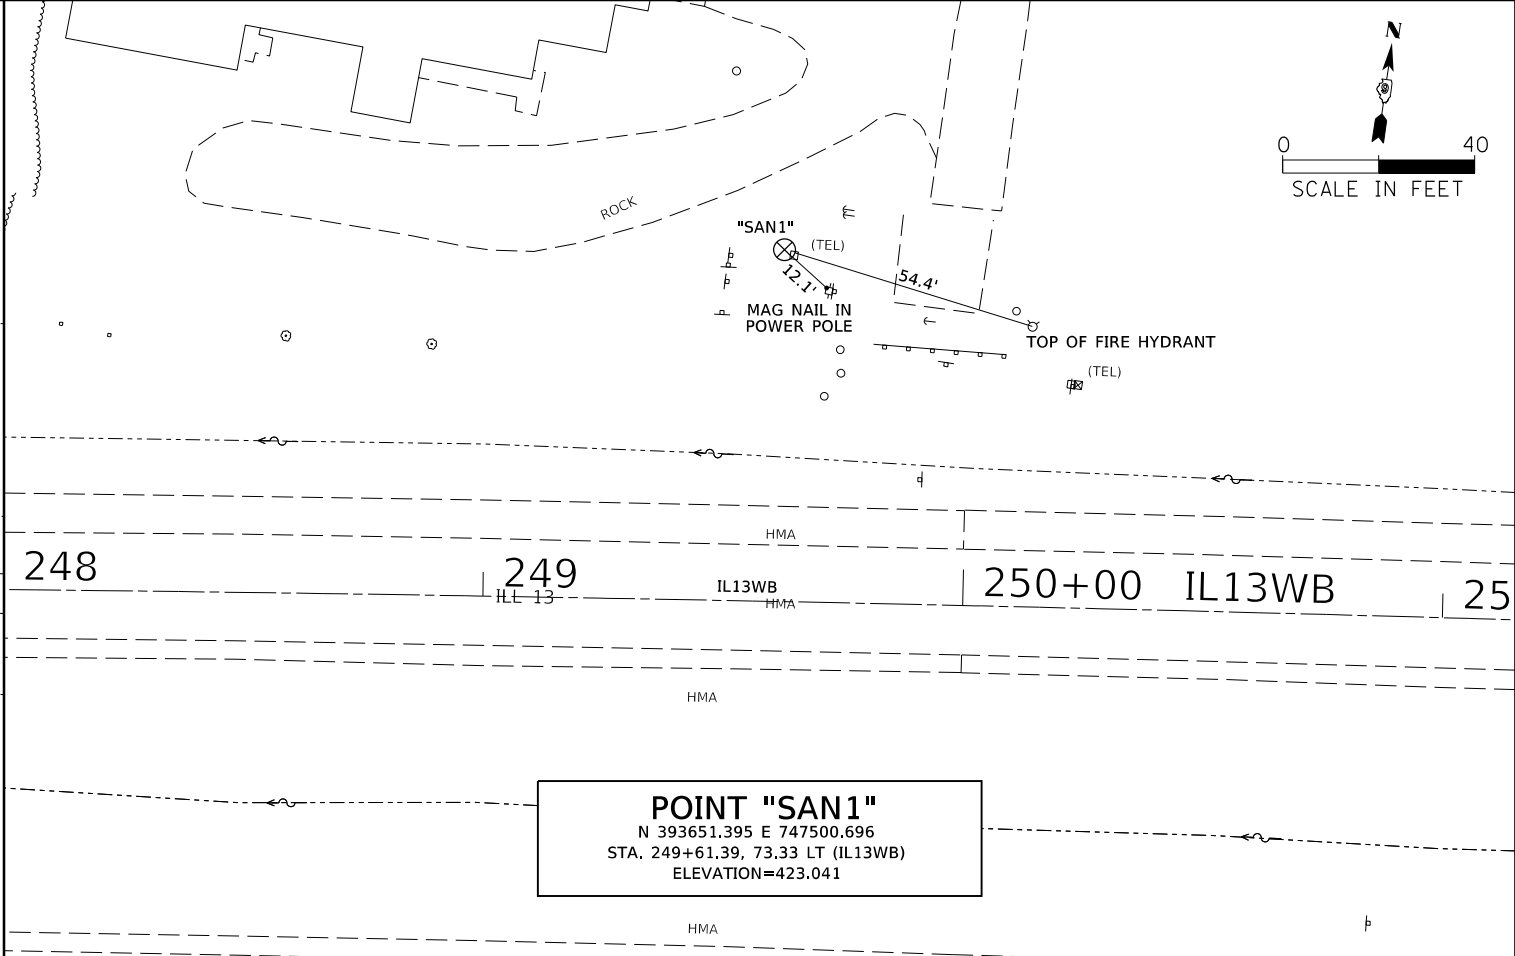 N
0 40
SCALE IN FEET
ROCK
"SAN1"
(TEL)
12.1'
54.4'
MAG NAIL IN
POWER POLE
TOP OF FIRE HYDRANT
(TEL)
HMA
248 249 250+00 IL13WB 25
IL13WB
ILL 13
HMA
HMA
POINT "SAN1"
N 393651.395 E 747500.696
STA. 249+61.39, 73.33 LT (IL13WB)
ELEVATION=423.041
HMA